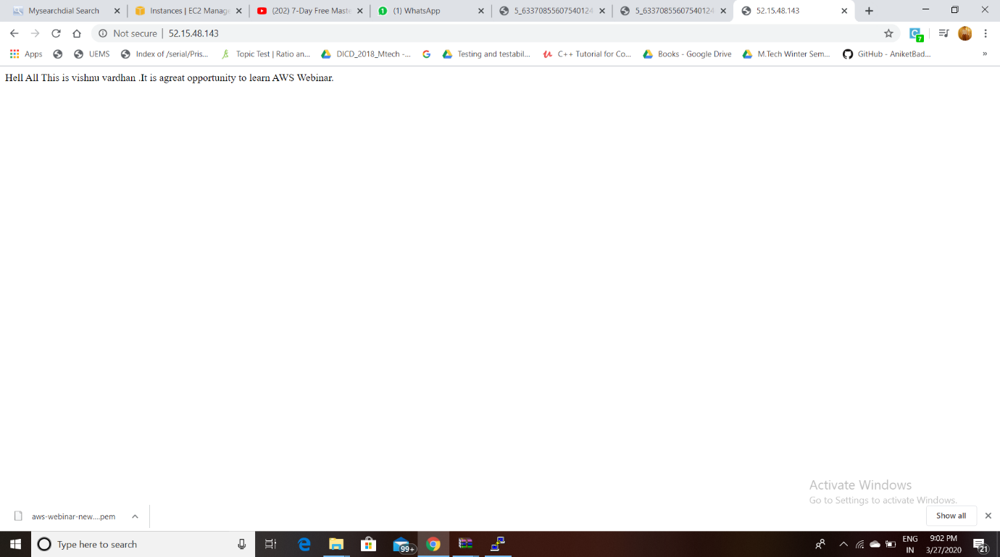 Mysearchdial Search
Instances | EC2 Manage
(202) 7-Day Free Maste
1 (1) WhatsApp
5_63370855607540124
5_63370855607540124
52.15.48.143
Not secure | 52.15.48.143
7
Apps
UEMS
Index of /serial/Pris...
Topic Test | Ratio an...
DICD_2018_Mtech -...
Testing and testabil...
C++ Tutorial for Co...
Books - Google Drive
M.Tech Winter Sem...
GitHub - AniketBad...
»
Hell All This is vishnu vardhan .It is agreat opportunity to learn AWS Webinar.
Activate Windows
Go to Settings to activate Windows.
aws-webinar-new....pem
Show all
Type here to search
99+
ENG
IN
9:02 PM
3/27/2020
21